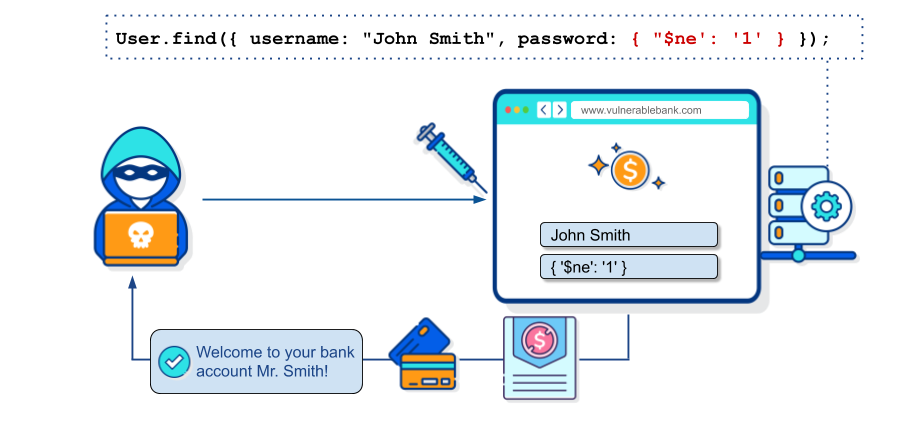 User.find({ username: "John Smith", password: { "$ne': '1' } });
www.vulnerablebank.com
$
John Smith
{ '$ne': '1' }
$
Welcome to your bank
account Mr. Smith!